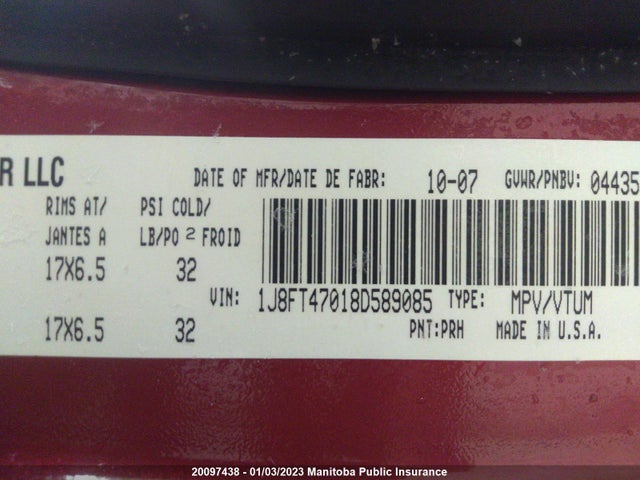 R LLC
DATE OF MFR/DATE DE FABR: 10-07 GVWR/PNBV: 04435
RIMS AT/ PSI COLD/
JANTES A LB/PO 2 FROID
17X6.5 32
VIN: 1J8FT47018D589085 TYPE: MPV/VTUM
17X6.5 32 PNT:PRH MADE IN U.S.A.
20097438 - 01/03/2023 Manitoba Public Insurance